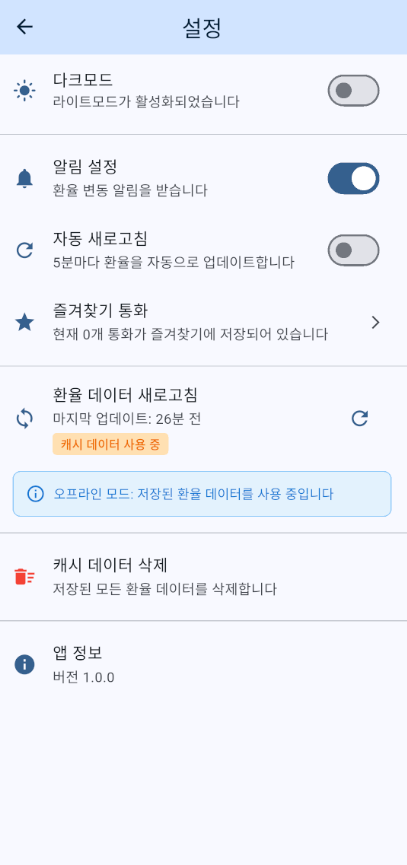 설정
다크모드
라이트모드가 활성화되었습니다
알림 설정
환율 변동 알림을 받습니다
자동 새로고침
5분마다 환율을 자동으로 업데이트합니다
즐겨찾기 통화
현재 0개 통화가 즐겨찾기에 저장되어 있습니다
환율 데이터 새로고침
마지막 업데이트: 26분 전
캐시 데이터 사용 중
오프라인 모드: 저장된 환율 데이터를 사용 중입니다
캐시 데이터 삭제
저장된 모든 환율 데이터를 삭제합니다
앱 정보
버전 1.0.0